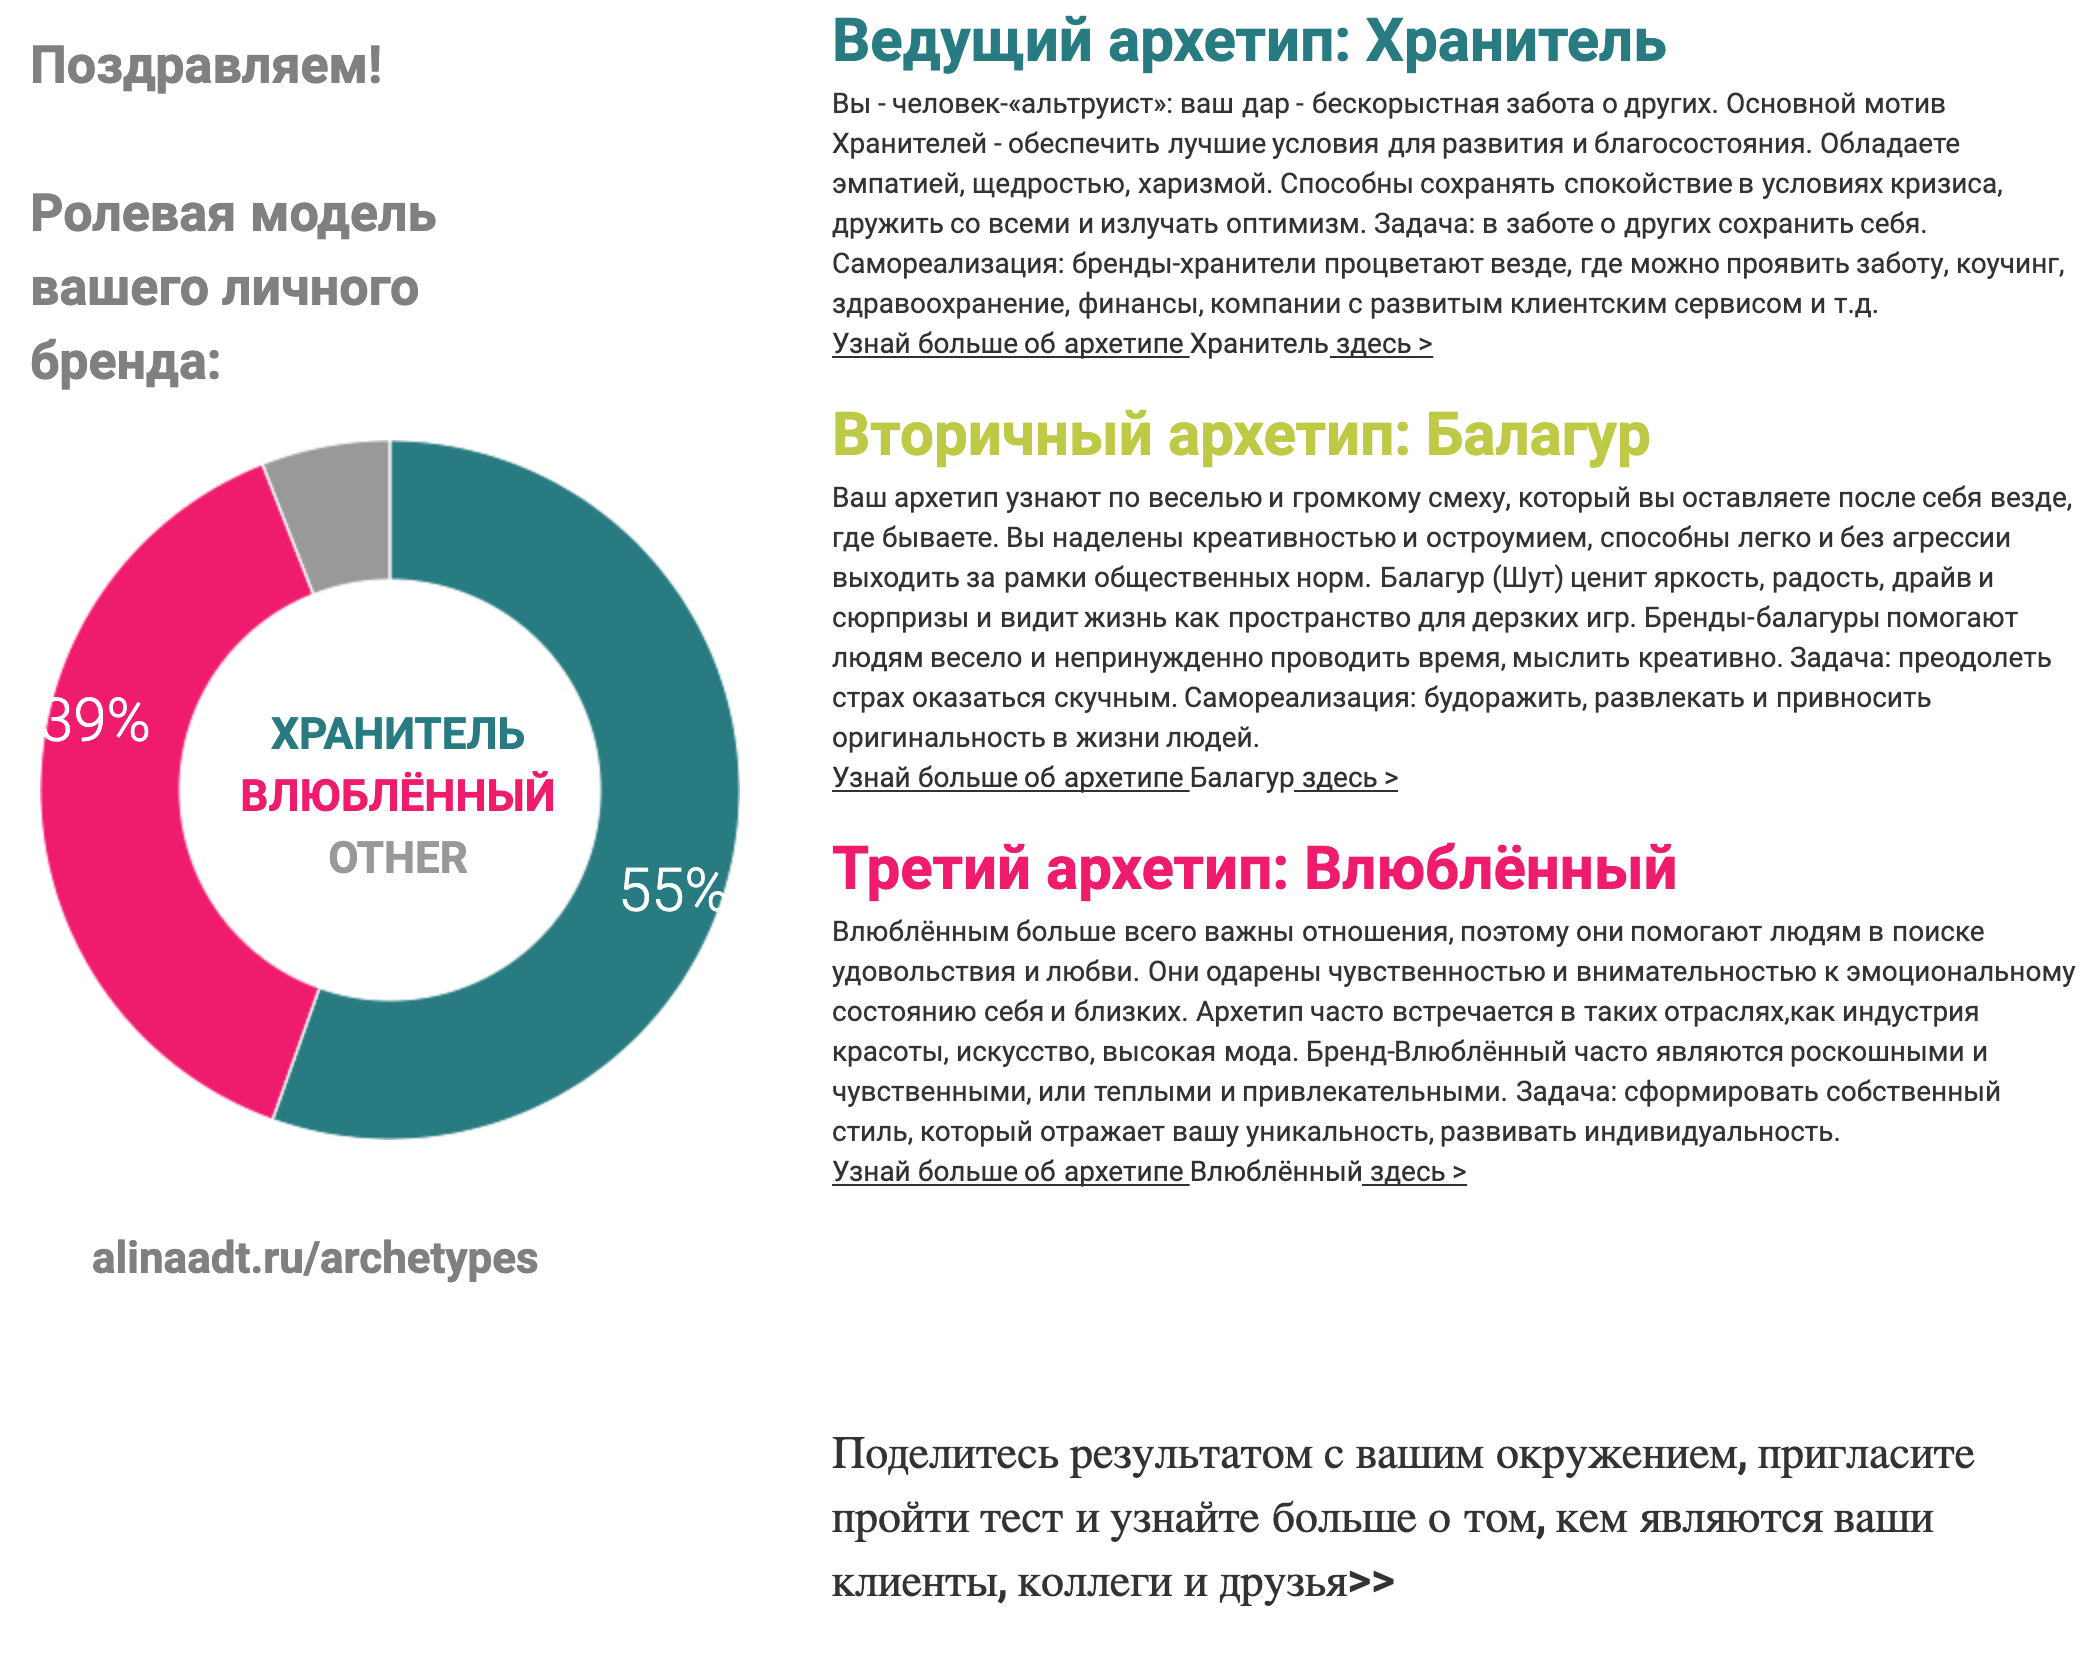 Поздравляем!
Ролевая модель
вашего личного
бренда:
39%
ХРАНИТЕЛЬ
ВЛЮБЛЁННЫЙ
OTHER
55%
alinaadt.ru/archetypes
Ведущий архетип: Хранитель
Вы - человек-«альтруист»: ваш дар - бескорыстная забота о других. Основной мотив
Хранителей - обеспечить лучшие условия для развития и благосостояния. Обладаете
эмпатией, щедростью, харизмой. Способны сохранять спокойствие в условиях кризиса,
дружить со всеми и излучать оптимизм. Задача: в заботе о других сохранить себя.
Самореализация: бренды-хранители процветают везде, где можно проявить заботу, коучинг,
здравоохранение, финансы, компании с развитым клиентским сервисом и т.д.
Узнай больше об архетипе Хранитель здесь >
Вторичный архетип: Балагур
Ваш архетип узнают по веселью и громкому смеху, который вы оставляете после себя везде,
где бываете. Вы наделены креативностью и остроумием, способны легко и без агрессии
выходить за рамки общественных норм. Балагур (Шут) ценит яркость, радость, драйв и
сюрпризы и видит жизнь как пространство для дерзких игр. Бренды-балагуры помогают
людям весело и непринужденно проводить время, мыслить креативно. Задача: преодолеть
страх оказаться скучным. Самореализация: будоражить, развлекать и привносить
оригинальность в жизни людей.
Узнай больше об архетипе Балагур здесь >
Третий архетип: Влюблённый
Влюблённым больше всего важны отношения, поэтому они помогают людям в поиске
удовольствия и любви. Они одарены чувственностью и внимательностью к эмоциональному
состоянию себя и близких. Архетип часто встречается в таких отраслях,как индустрия
красоты, искусство, высокая мода. Бренд-Влюблённый часто являются роскошными и
чувственными, или теплыми и привлекательными. Задача: сформировать собственный
стиль, который отражает вашу уникальность, развивать индивидуальность.
Узнай больше об архетипе Влюблённый здесь >
Поделитесь результатом с вашим окружением, пригласите
пройти тест и узнайте больше о том, кем являются ваши
клиенты, коллеги и друзья>>